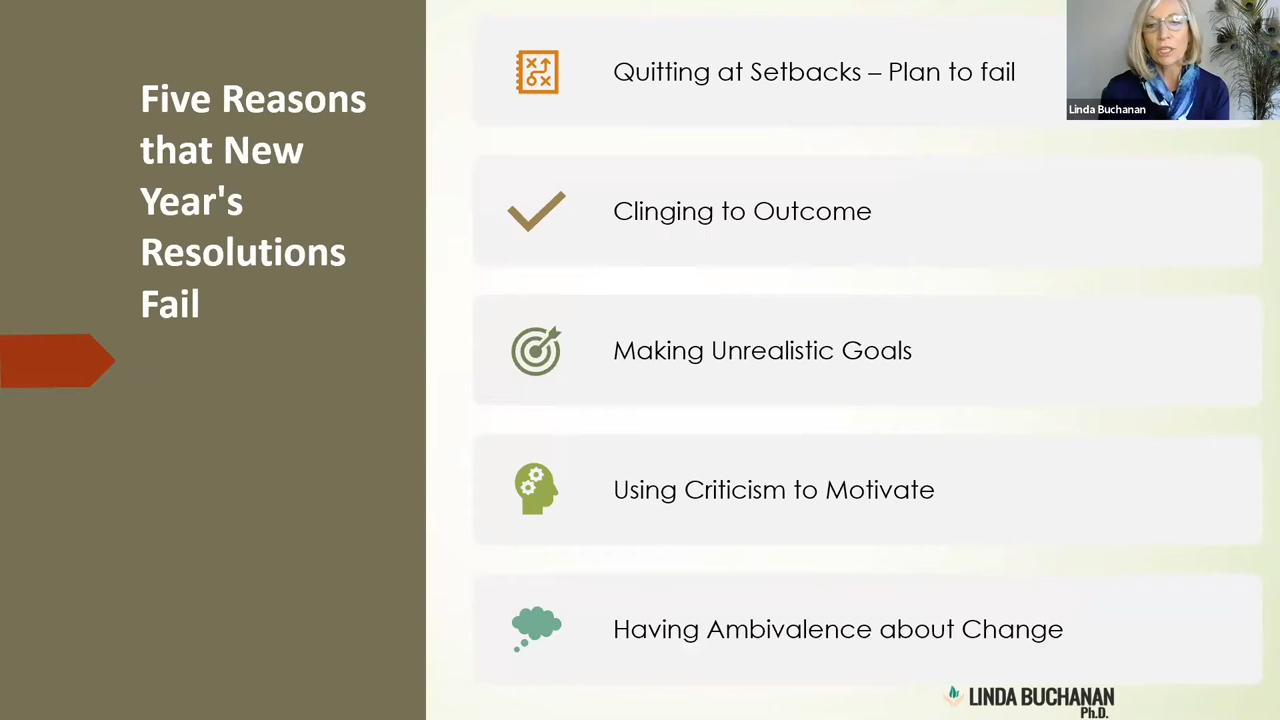 Five Reasons
that New
Year's
Resolutions
Fail
Quitting at Setbacks – Plan to fail
Linda Buchanan
Clinging to Outcome
Making Unrealistic Goals
Using Criticism to Motivate
Having Ambivalence about Change
LINDA BUCHANAN
Ph.D.